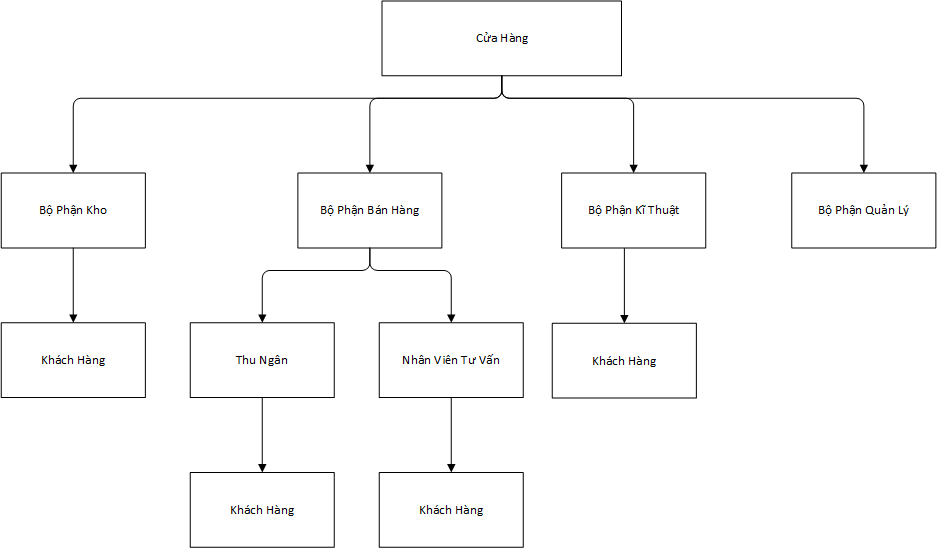 Cửa Hàng
Bộ Phận Kho
Bộ Phận Bán Hàng
Bộ Phận Kĩ Thuật
Bộ Phận Quản Lý
Khách Hàng
Thu Ngân
Nhân Viên Tư Vấn
Khách Hàng
Khách Hàng
Khách Hàng